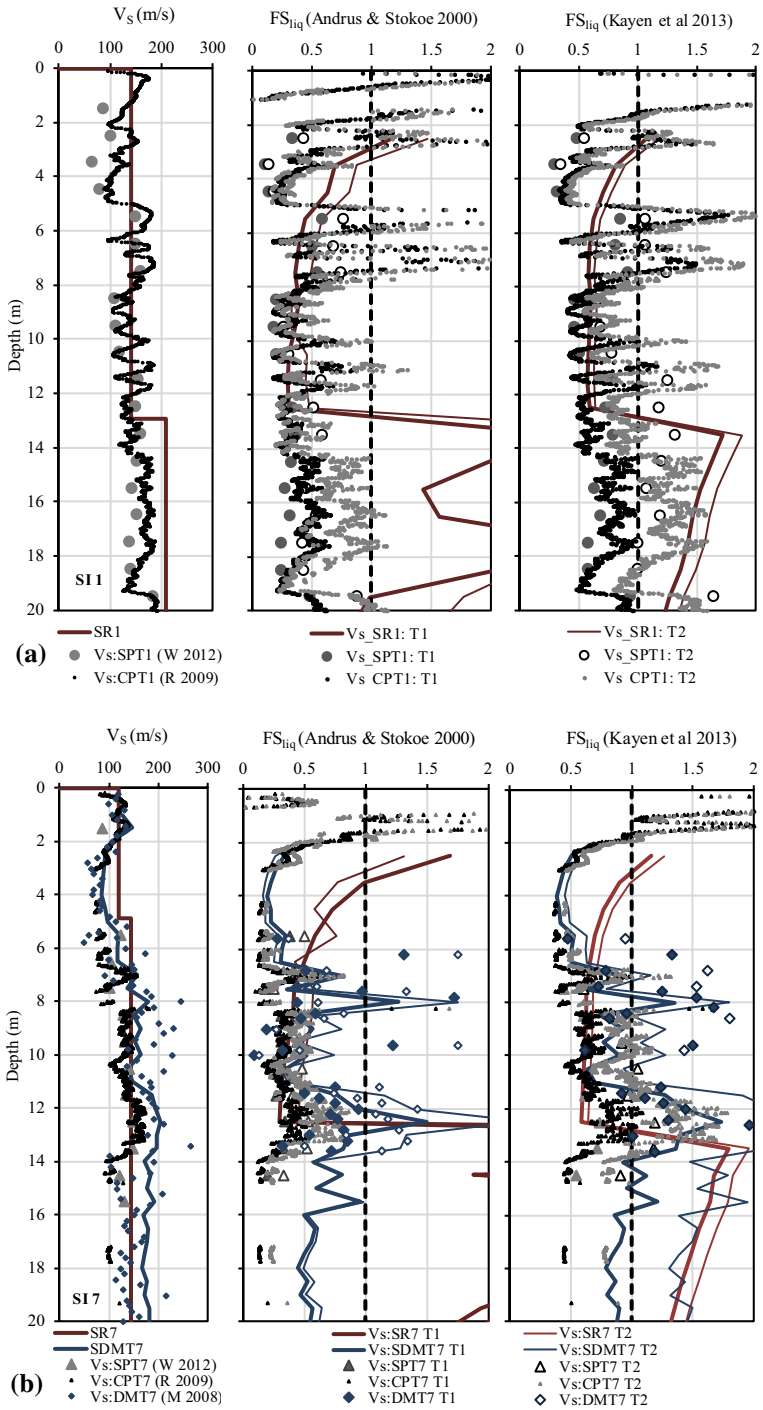 V_S (m/s)
FS_liq (Andrus & Stokoe 2000)
FS_liq (Kayen et al 2013)
0 100 200 300
0 0.5 1 1.5 2
0 0.5 1 1.5 2
0
2
4
6
8
10
12
14
16
18
20
Depth (m)
SI 1
(a)
SR1
Vs:SPT1 (W 2012)
Vs:CPT1 (R 2009)
Vs_SR1: T1
Vs_SPT1: T1
Vs CPT1: T1
Vs_SR1: T2
Vs_SPT1: T2
Vs CPT1: T2
V_S (m/s)
FS_liq (Andrus & Stokoe 2000)
FS_liq (Kayen et al 2013)
0 100 200 300
0 0.5 1 1.5 2
0 0.5 1 1.5 2
0
2
4
6
8
10
12
14
16
18
20
Depth (m)
SI 7
(b)
SR7
SDMT7
Vs:SPT7 (W 2012)
Vs:CPT7 (R 2009)
Vs:DMT7 (M 2008)
Vs:SR7 T1
Vs:SDMT7 T1
Vs:SPT7 T1
Vs:CPT7 T1
Vs:DMT7 T1
Vs:SR7 T2
Vs:SDMT7 T2
Vs:SPT7 T2
Vs:CPT7 T2
Vs:DMT7 T2